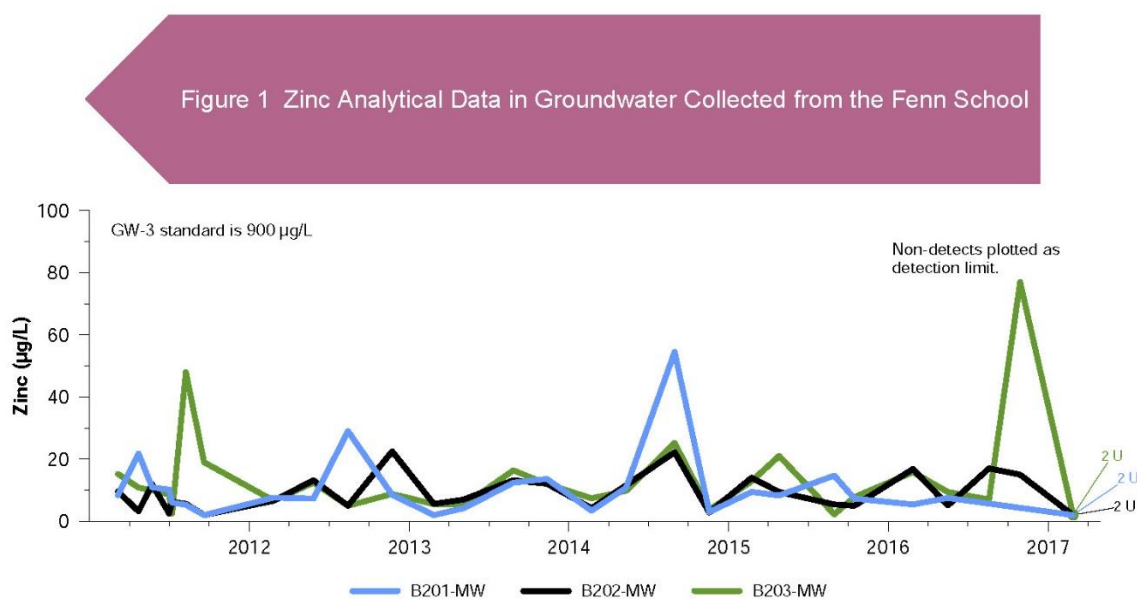 Figure 1 Zinc Analytical Data in Groundwater Collected from the Fenn School
100
GW-3 standard is 900 µg/L
Non-detects plotted as
detection limit.
80
60
Zinc (µg/L)
40
20
2 U
2 U
2 U
0
2012 2013 2014 2015 2016 2017
B201-MW B202-MW B203-MW